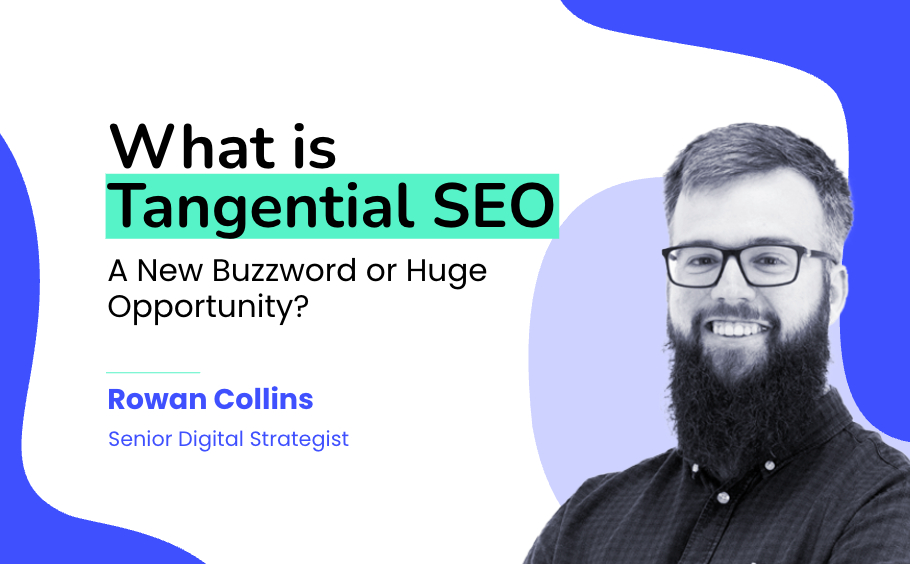 What is
Tangential SEO
A New Buzzword or Huge
Opportunity?
Rowan Collins
Senior Digital Strategist